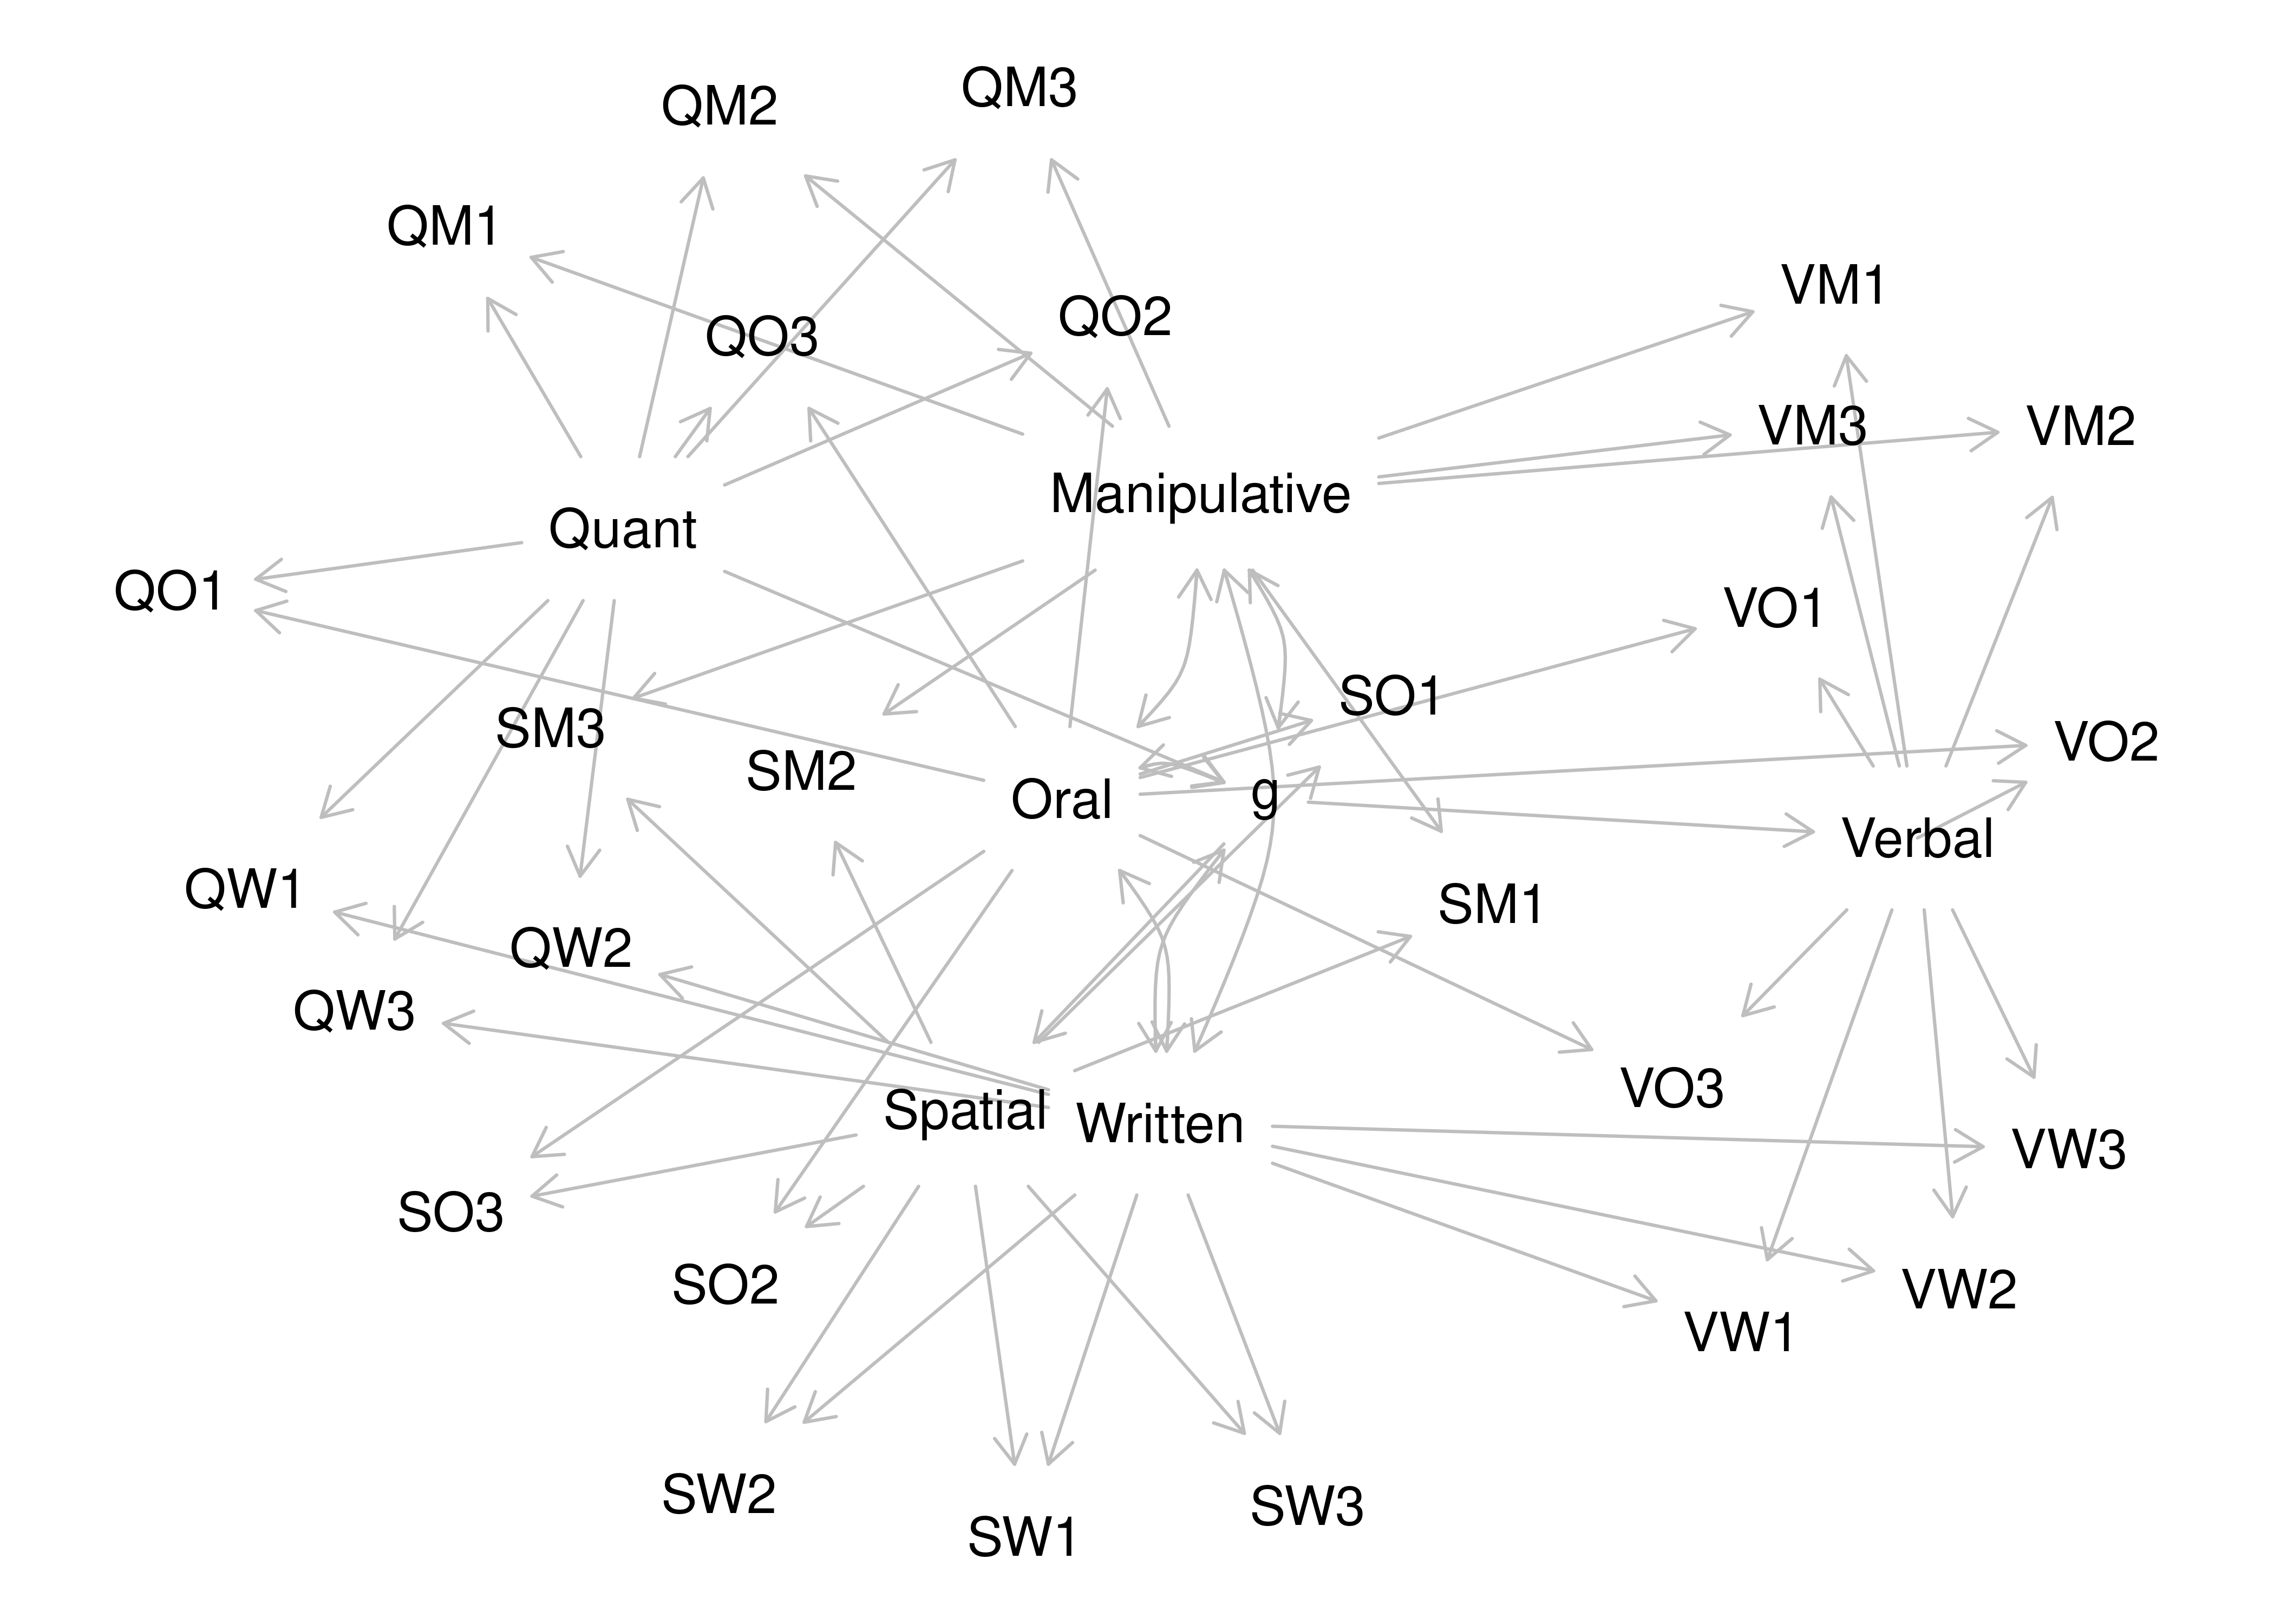 QM3
QM2
QM1
VM1
QO2
QO3
VM3
VM2
Manipulative
Quant
QO1
VO1
SO1
SM3
VO2
SM2
g
Oral
Verbal
QW1
SM1
QW2
QW3
VO3
Spatial
Written
VW3
SO3
SO2
VW2
VW1
SW2
SW3
SW1